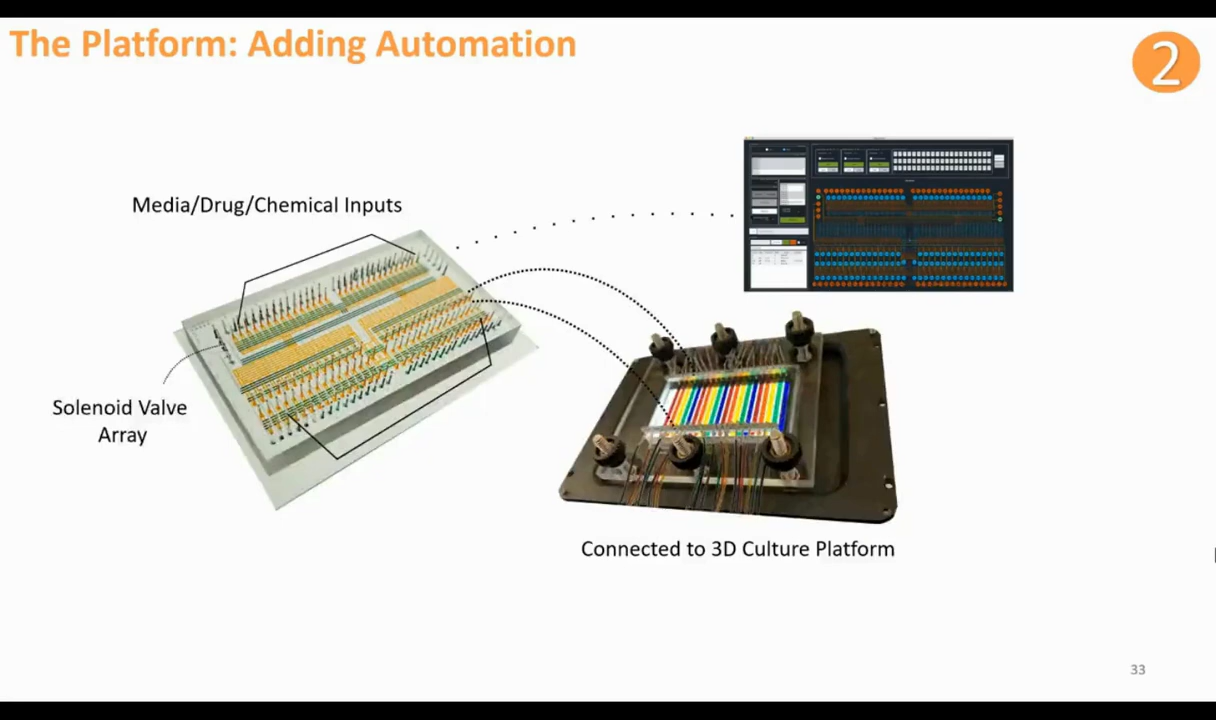 The Platform: Adding Automation
2
Media/Drug/Chemical Inputs
Solenoid Valve
Array
Connected to 3D Culture Platform
33